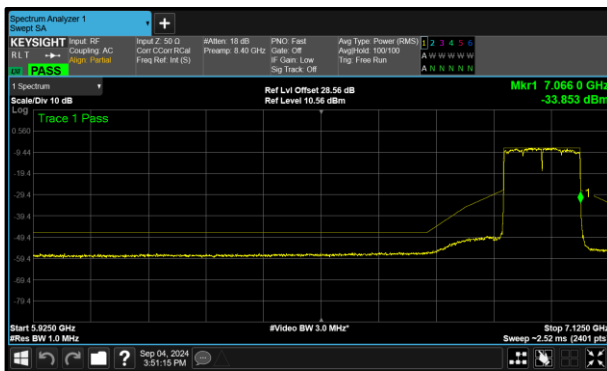 Spectrum Analyzer 1
Swept SA
KEYSIGHT
R L T
PASS
Input: RF
Coupling: AC
Align: Partial
Input Z: 50 Ω
Corr CCorr RCal
Freq Ref: Int (S)
#Atten: 18 dB
Preamp: 8.40 GHz
PNO: Fast
Gate: Off
IF Gain: Low
Sig Track: Off
Avg Type: Power (RMS)
Avg|Hold: 100/100
Trig: Free Run
1 2 3 4 5 6
A W W W W W
A N N N N N
1 Spectrum
Scale/Div 10 dB
Ref Lvl Offset 28.56 dB
Ref Level 10.56 dBm
Mkr1 7.066 0 GHz
-33.853 dBm
Log
Trace 1 Pass
0.560
-9.44
-19.4
-29.4
-39.4
-49.4
-59.4
-69.4
-79.4
1
Start 5.9250 GHz
#Res BW 1.0 MHz
#Video BW 3.0 MHz*
Stop 7.1250 GHz
Sweep ~2.52 ms (2401 pts)
?
Sep 04, 2024
3:51:15 PM